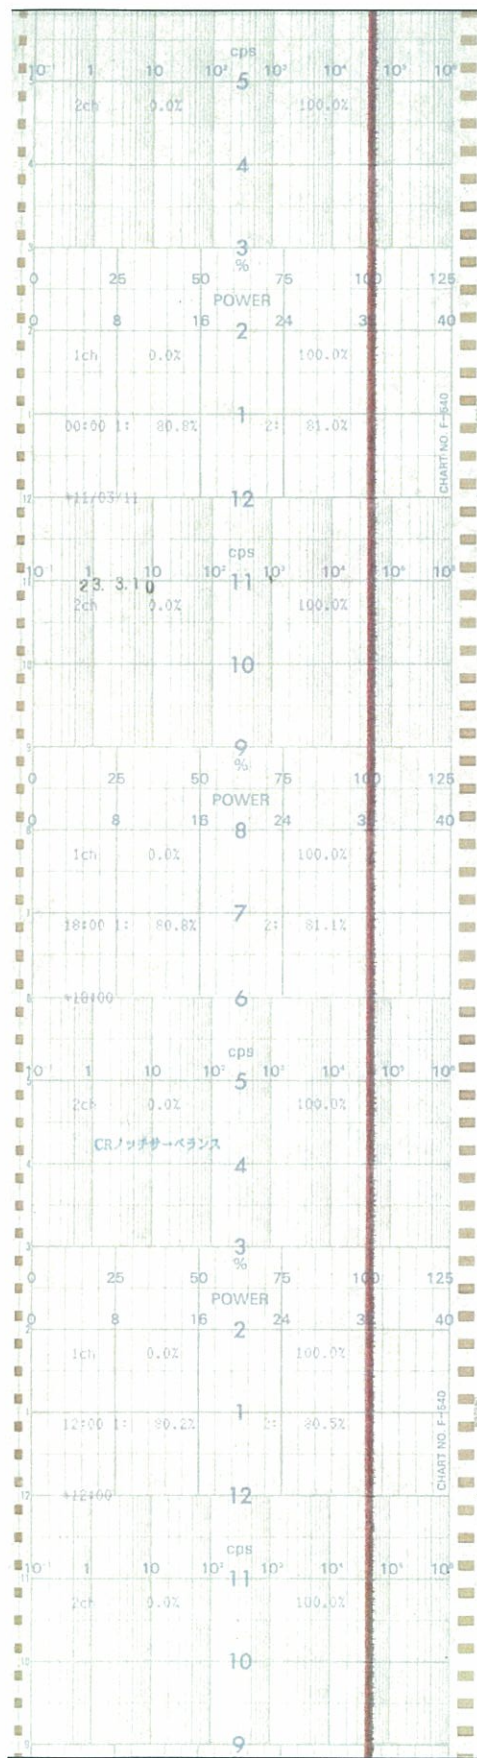 cps
10⁻¹ 1 10 10² 10³ 10⁴ 10⁵ 10⁶
5
2ch 0.0% 100.0%
4
3
%
0 25 50 75 100 125
POWER
0 8 16 24 32 40
2
1ch 0.0% 100.0%
1
00:00 1: 80.8% 2: 81.0%
CHART NO. F-540
*11/03/11
12
cps
10⁻¹ 1 10 10² 10³ 10⁵ 10⁶
11
23. 3.10
2ch 0.0% 100.0%
10
9
%
0 25 50 75 100 125
POWER
0 8 16 24 32 40
8
1ch 0.0% 100.0%
7
18:00 1: 80.8% 2: 81.1%
*18:00
6
cps
10⁻¹ 1 10 10² 10³ 10⁴ 10⁵ 10⁶
5
2ch 0.0% 100.0%
CRノッチサーベランス
4
3
%
0 25 50 75 100 125
POWER
0 8 16 24 32 40
2
1ch 0.0% 100.0%
1
12:00 1: 80.2% 2: 80.5%
CHART NO. F-540
*12:00
12
cps
10⁻¹ 1 10 10² 10³ 10⁴ 10⁵ 10⁶
11
2ch 0.0% 100.0%
10
9